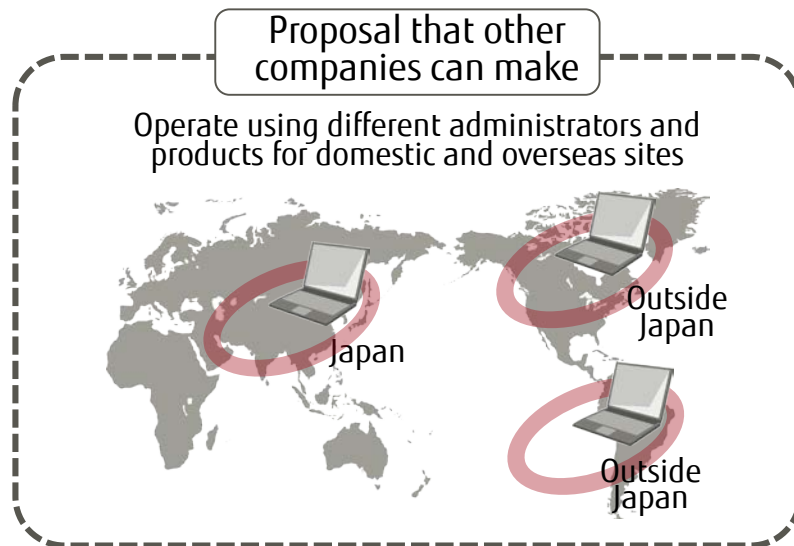 Proposal that other
companies can make
Operate using different administrators and
products for domestic and overseas sites
Outside
Japan
Japan
Outside
Japan